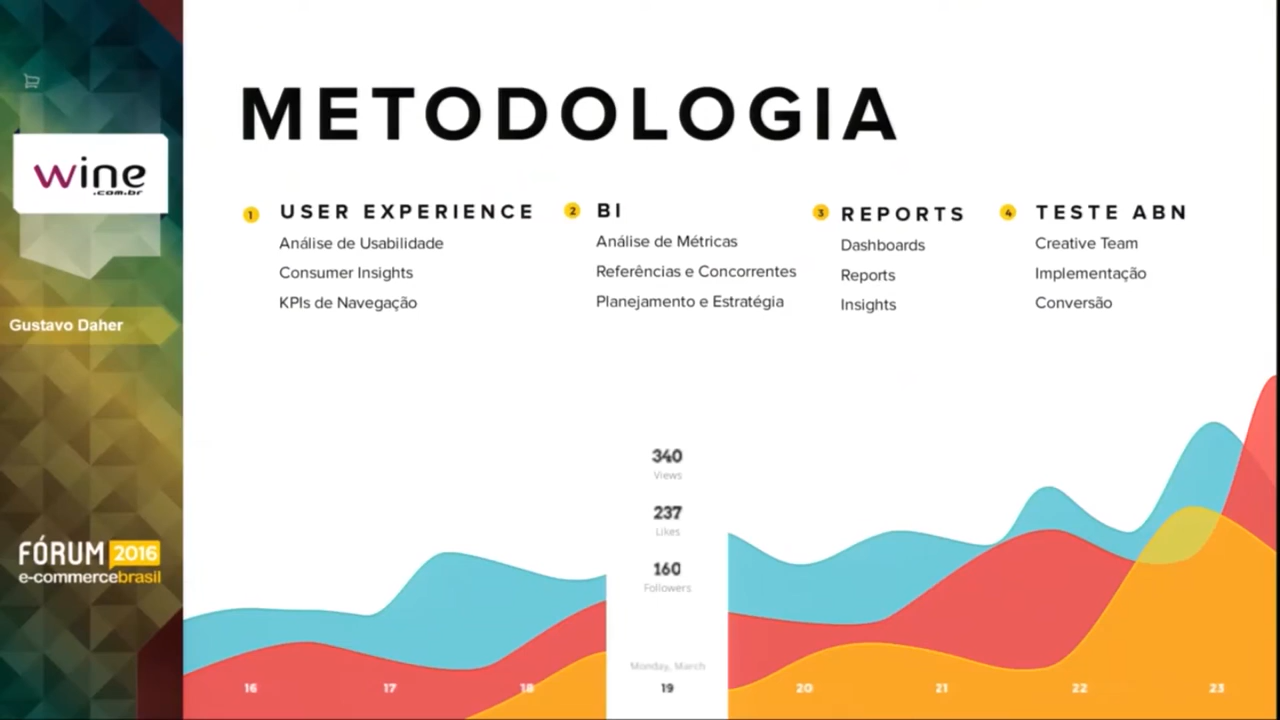 wine
.com.br
Gustavo Daher
FÓRUM 2016
e-commercebrasil
METODOLOGIA
1 USER EXPERIENCE
Análise de Usabilidade
Consumer Insights
KPIs de Navegação
2 BI
Análise de Métricas
Referências e Concorrentes
Planejamento e Estratégia
3 REPORTS
Dashboards
Reports
Insights
4 TESTE ABN
Creative Team
Implementação
Conversão
340
Views
237
Likes
160
Followers
Monday, March
16 17 18 19 20 21 22 23